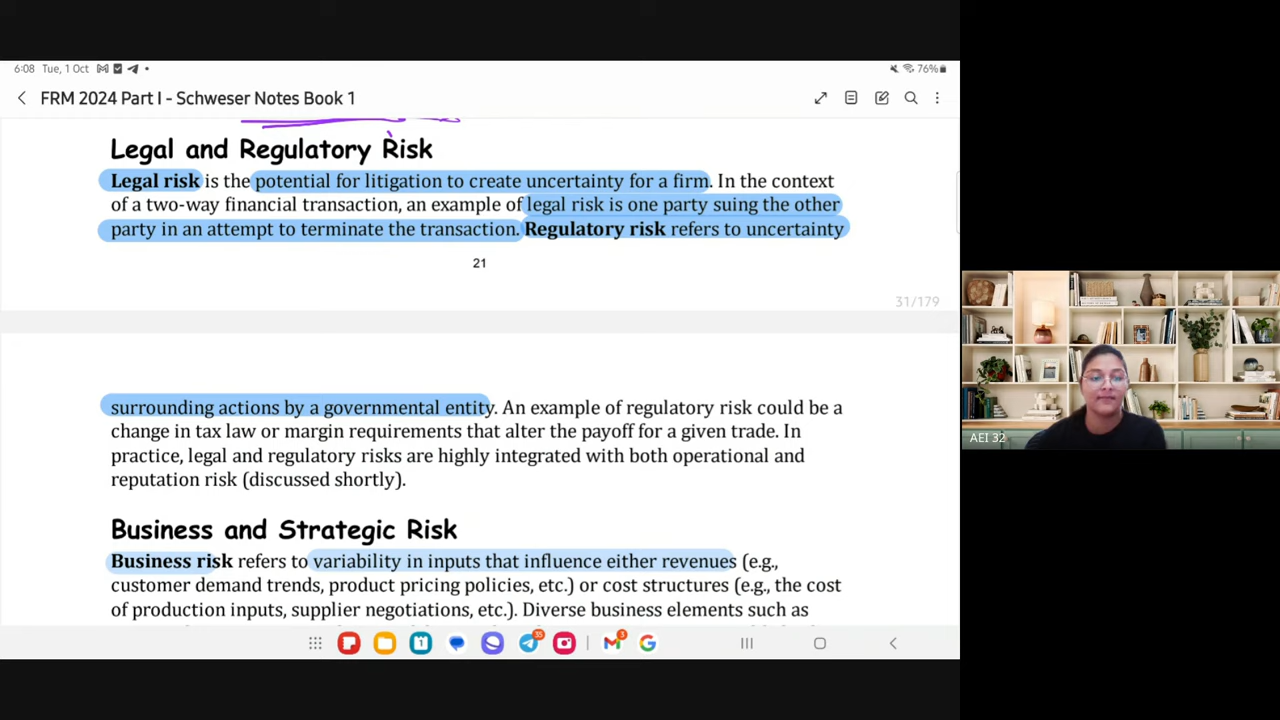 6:08 Tue, 1 Oct
76%
FRM 2024 Part I - Schweser Notes Book 1
Legal and Regulatory Risk
Legal risk is the potential for litigation to create uncertainty for a firm. In the context
of a two-way financial transaction, an example of legal risk is one party suing the other
party in an attempt to terminate the transaction. Regulatory risk refers to uncertainty
21
31/179
surrounding actions by a governmental entity. An example of regulatory risk could be a
change in tax law or margin requirements that alter the payoff for a given trade. In
practice, legal and regulatory risks are highly integrated with both operational and
reputation risk (discussed shortly).
Business and Strategic Risk
Business risk refers to variability in inputs that influence either revenues (e.g.,
customer demand trends, product pricing policies, etc.) or cost structures (e.g., the cost
of production inputs, supplier negotiations, etc.). Diverse business elements such as
35
3
1
AEI 32